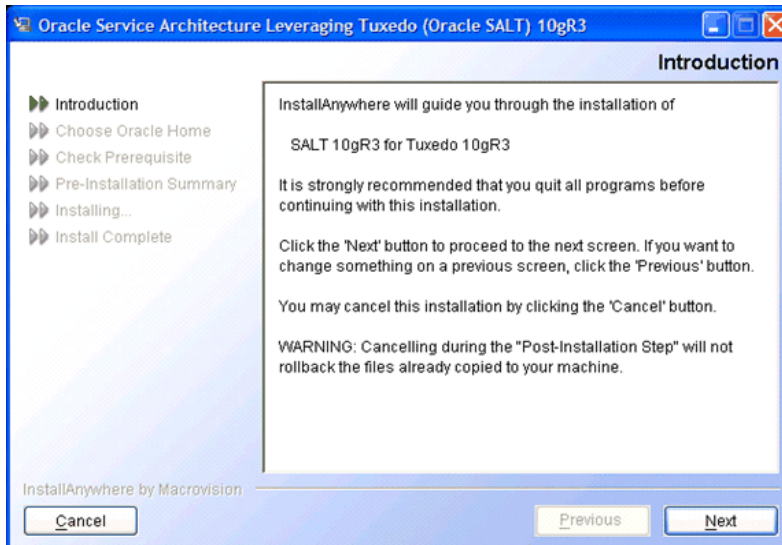 Oracle Service Architecture Leveraging Tuxedo (Oracle SALT) 10gR3
Introduction
Introduction
Choose Oracle Home
Check Prerequisite
Pre-Installation Summary
Installing...
Install Complete
InstallAnywhere will guide you through the installation of
SALT 10gR3 for Tuxedo 10gR3
It is strongly recommended that you quit all programs before
continuing with this installation.
Click the 'Next' button to proceed to the next screen. If you want to
change something on a previous screen, click the 'Previous' button.
You may cancel this installation by clicking the 'Cancel' button.
WARNING: Cancelling during the "Post-Installation Step" will not
rollback the files already copied to your machine.
InstallAnywhere by Macrovision
Cancel
Previous
Next